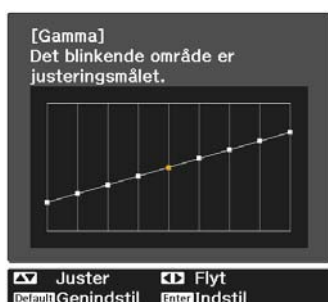 [Gamma]
Det blinkende område er
justeringsmålet.
Juster Flyt
Default Genindstil Enter Indstil